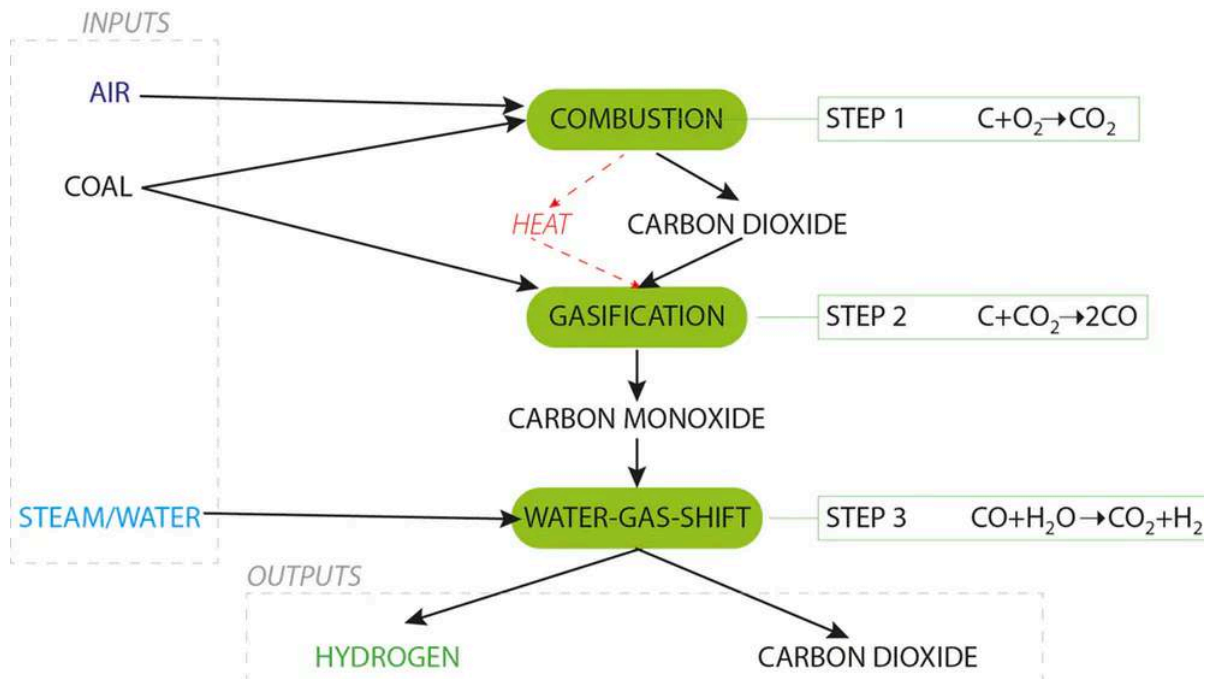 INPUTS
AIR
COMBUSTION
STEP 1 C+O₂→CO₂
COAL
HEAT
CARBON DIOXIDE
GASIFICATION
STEP 2 C+CO₂→2CO
CARBON MONOXIDE
STEAM/WATER
WATER-GAS-SHIFT
STEP 3 CO+H₂O→CO₂+H₂
OUTPUTS
HYDROGEN
CARBON DIOXIDE